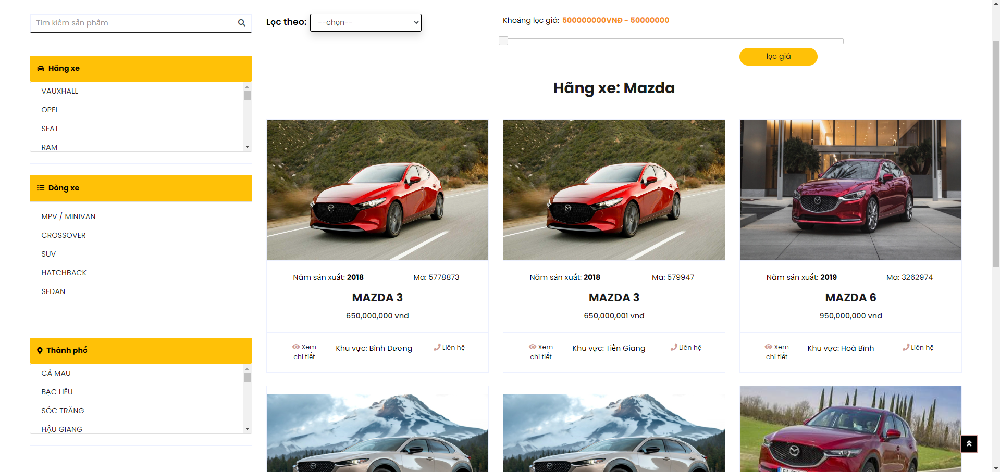 Tìm kiếm sản phẩm
Lọc theo: --chọn--
Khoảng lọc giá: 500000000VNĐ - 50000000
lọc giá
Hãng xe
VAUXHALL
OPEL
SEAT
RAM
Dòng xe
MPV / MINIVAN
CROSSOVER
SUV
HATCHBACK
SEDAN
Thành phố
CÀ MAU
BẠC LIÊU
SÓC TRĂNG
HẬU GIANG
Hãng xe: Mazda
Năm sản xuất: 2018 Mã: 5778873
MAZDA 3
650,000,000 vnđ
Xem chi tiết Khu vực: Bình Dương Liên hệ
Năm sản xuất: 2018 Mã: 579947
MAZDA 3
650,000,001 vnđ
Xem chi tiết Khu vực: Tiền Giang Liên hệ
Năm sản xuất: 2019 Mã: 3262974
MAZDA 6
950,000,000 vnđ
Xem chi tiết Khu vực: Hoà Bình Liên hệ